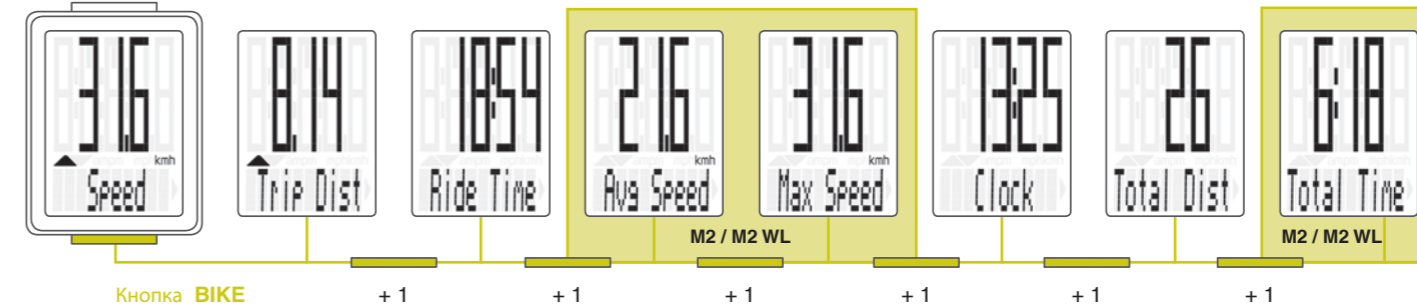 31.6 8.14 18:54 21.6 31.6 13:25 26 6:18
kmh kmh kmh
Speed Trip Dist Ride Time Avg Speed Max Speed Clock Total Dist Total Time
M2 / M2 WL M2 / M2 WL
Кнопка BIKE + 1 + 1 + 1 + 1 + 1 + 1